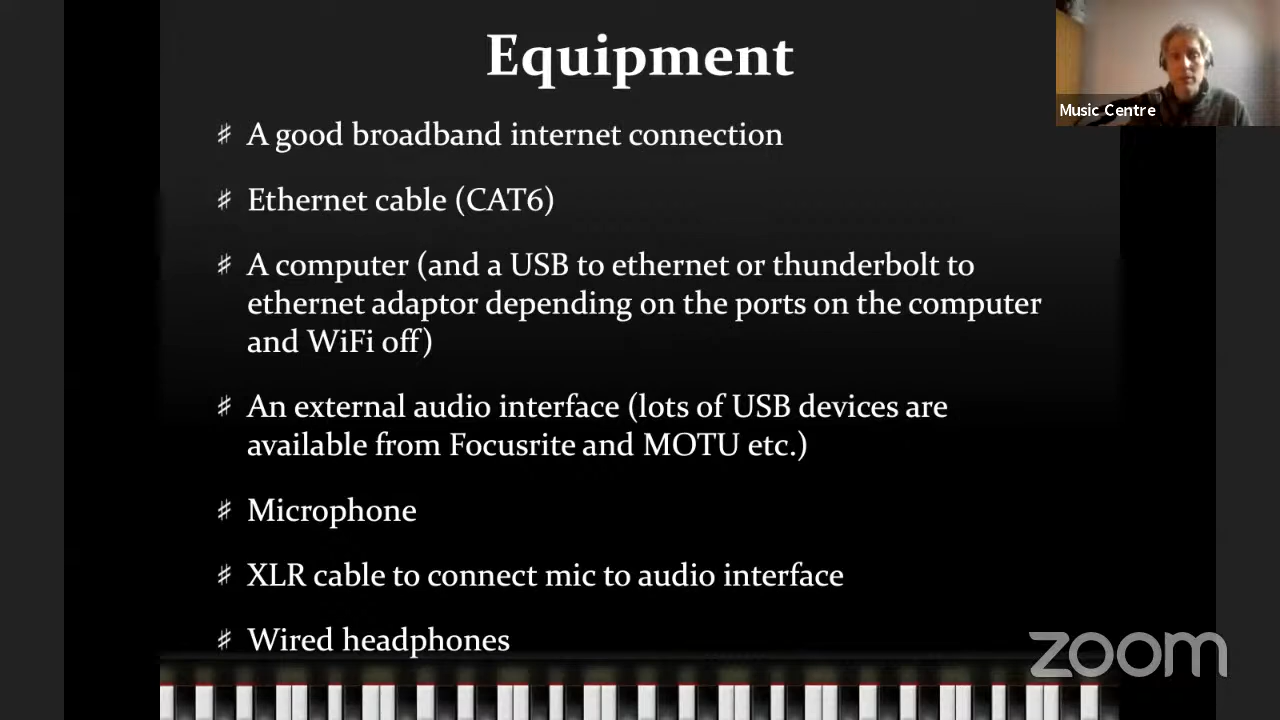 Equipment
Music Centre
♯ A good broadband internet connection
♯ Ethernet cable (CAT6)
♯ A computer (and a USB to ethernet or thunderbolt to
ethernet adaptor depending on the ports on the computer
and WiFi off)
♯ An external audio interface (lots of USB devices are
available from Focusrite and MOTU etc.)
♯ Microphone
♯ XLR cable to connect mic to audio interface
♯ Wired headphones
zoom